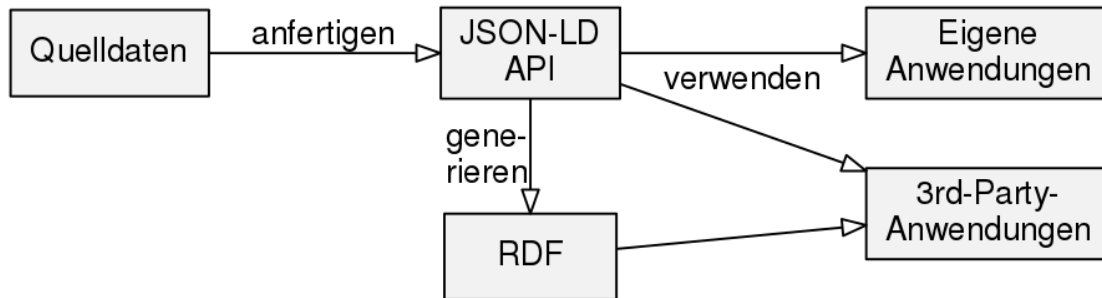 Quelldaten
anfertigen
JSON-LD
API
verwenden
Eigene
Anwendungen
gene-
rieren
RDF
3rd-Party-
Anwendungen